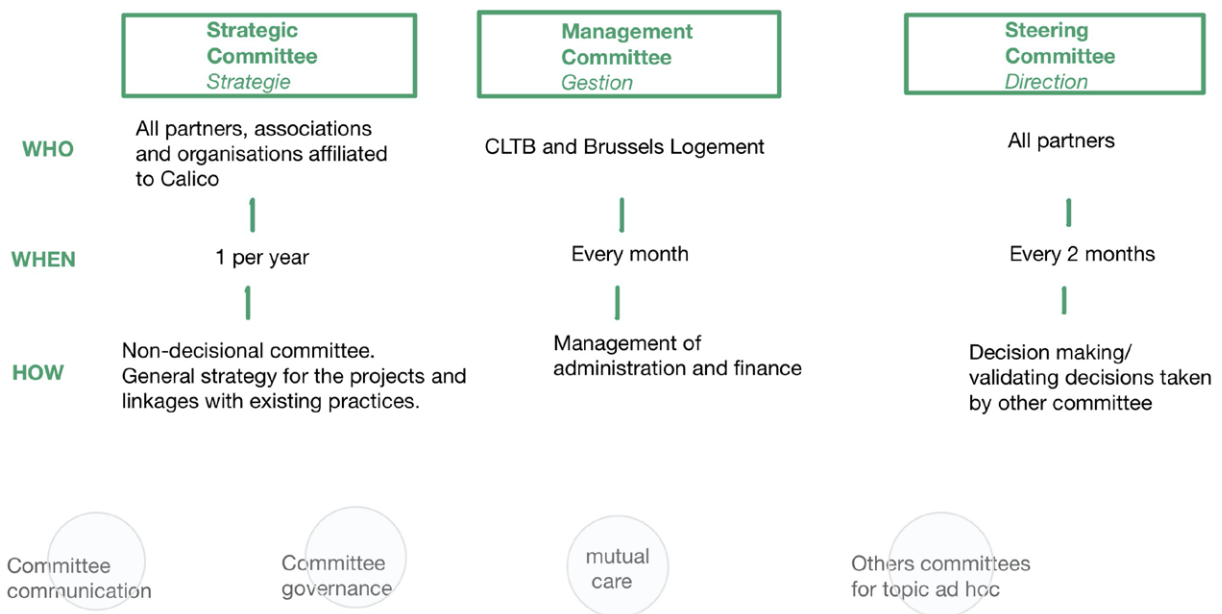 Strategic
Committee
Strategie
Management
Committee
Gestion
Steering
Committee
Direction
WHO
All partners, associations
and organisations affiliated
to Calico
CLTB and Brussels Logement
All partners
WHEN
1 per year
Every month
Every 2 months
HOW
Non-decisional committee.
General strategy for the projects and
linkages with existing practices.
Management of
administration and finance
Decision making/
validating decisions taken
by other committee
Committee
communication
Committee
governance
mutual
care
Others committees
for topic ad hoc